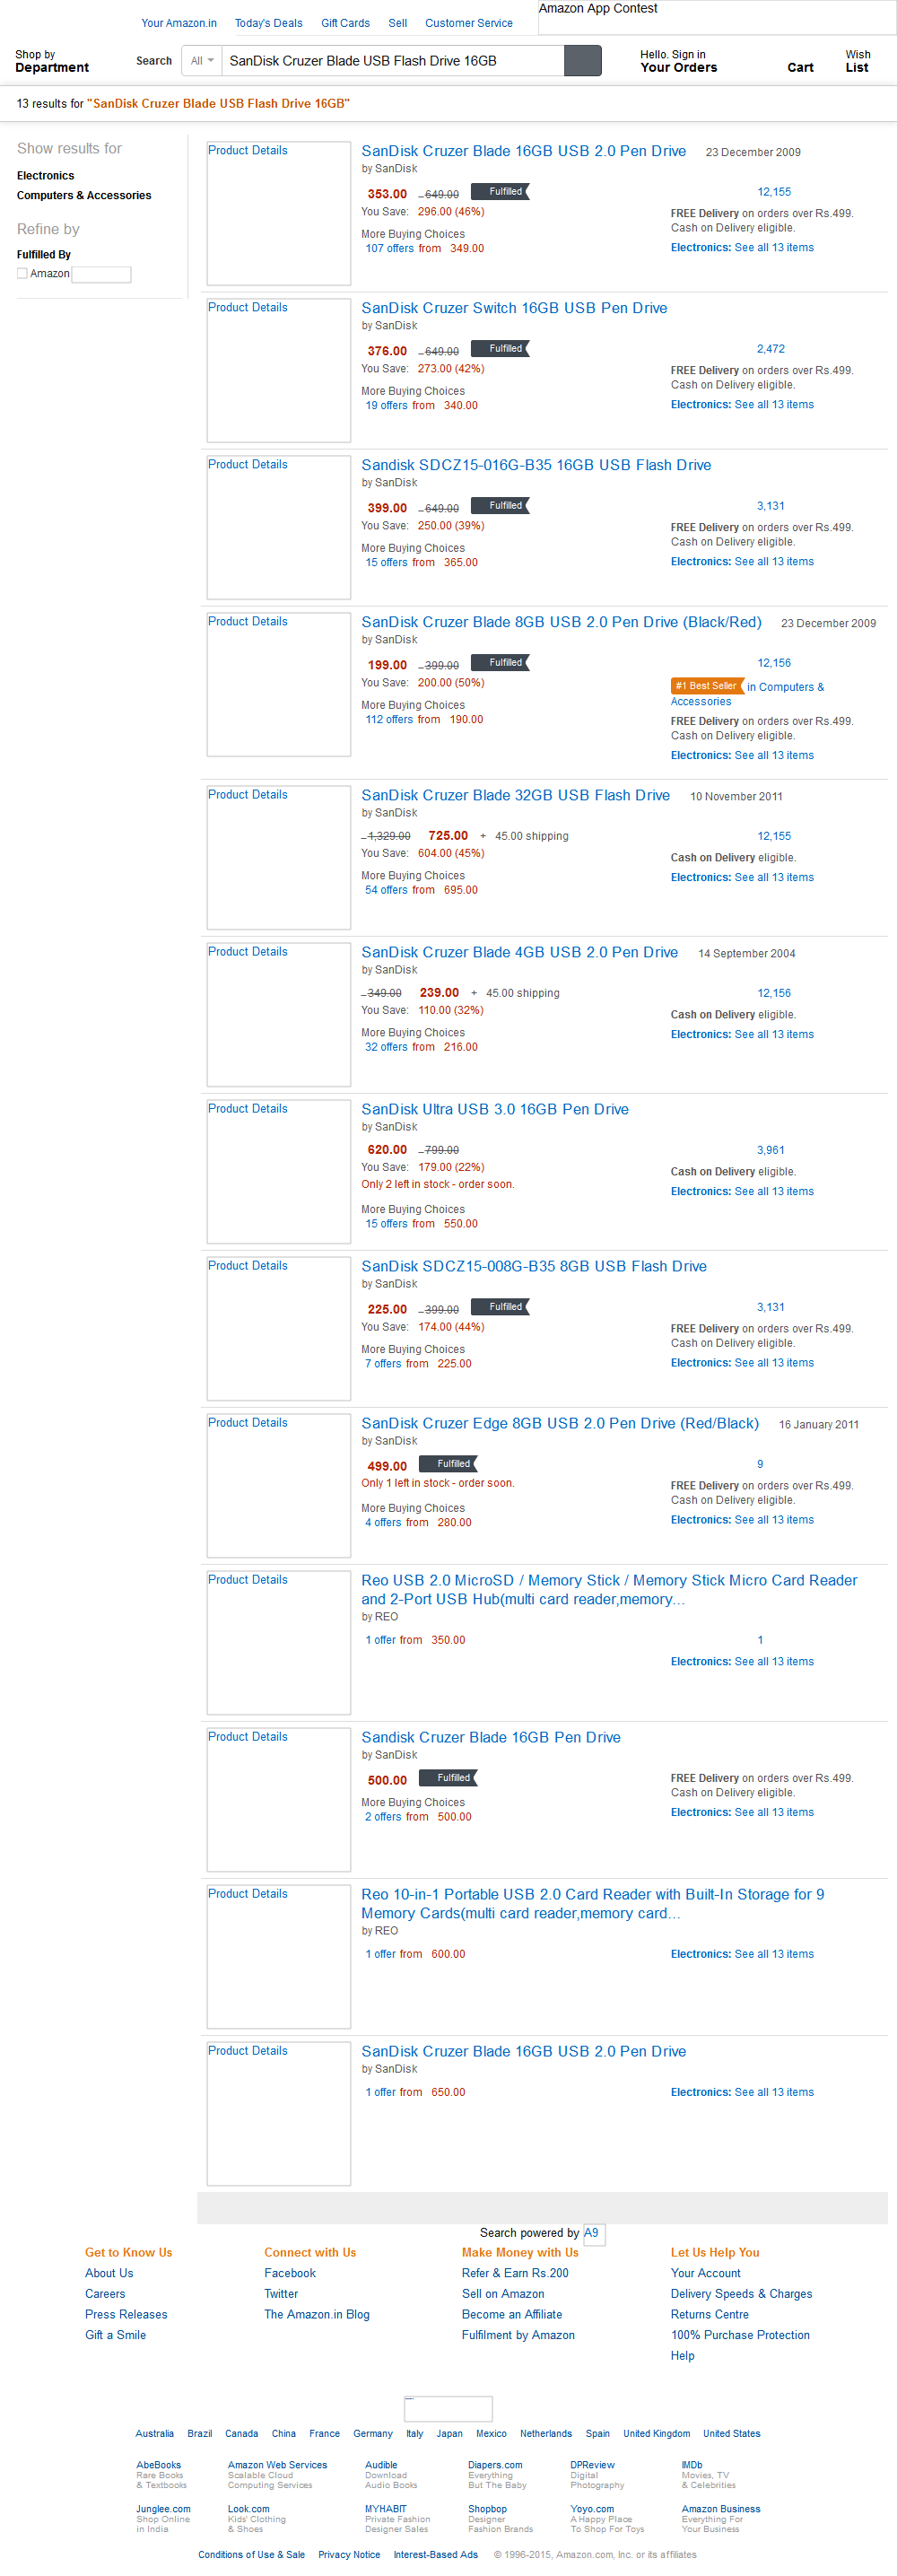 Your Amazon.in Today's Deals Gift Cards Sell Customer Service
Amazon App Contest
Shop by
Department
Search All SanDisk Cruzer Blade USB Flash Drive 16GB
Hello. Sign in
Your Orders
Cart
Wish
List
13 results for "SanDisk Cruzer Blade USB Flash Drive 16GB"
Show results for
Electronics
Computers & Accessories
Refine by
Fulfilled By
Amazon
Product Details
SanDisk Cruzer Blade 16GB USB 2.0 Pen Drive 23 December 2009
by SanDisk
353.00 649.00 Fulfilled
You Save: 296.00 (46%)
More Buying Choices
107 offers from 349.00
12,155
FREE Delivery on orders over Rs.499.
Cash on Delivery eligible.
Electronics: See all 13 items
Product Details
SanDisk Cruzer Switch 16GB USB Pen Drive
by SanDisk
376.00 649.00 Fulfilled
You Save: 273.00 (42%)
More Buying Choices
19 offers from 340.00
2,472
FREE Delivery on orders over Rs.499.
Cash on Delivery eligible.
Electronics: See all 13 items
Product Details
Sandisk SDCZ15-016G-B35 16GB USB Flash Drive
by SanDisk
399.00 649.00 Fulfilled
You Save: 250.00 (39%)
More Buying Choices
15 offers from 365.00
3,131
FREE Delivery on orders over Rs.499.
Cash on Delivery eligible.
Electronics: See all 13 items
Product Details
SanDisk Cruzer Blade 8GB USB 2.0 Pen Drive (Black/Red) 23 December 2009
by SanDisk
199.00 399.00 Fulfilled
You Save: 200.00 (50%)
More Buying Choices
112 offers from 190.00
12,156
#1 Best Seller in Computers &
Accessories
FREE Delivery on orders over Rs.499.
Cash on Delivery eligible.
Electronics: See all 13 items
Product Details
SanDisk Cruzer Blade 32GB USB Flash Drive 10 November 2011
by SanDisk
1,329.00 725.00 + 45.00 shipping
You Save: 604.00 (45%)
More Buying Choices
54 offers from 695.00
12,155
Cash on Delivery eligible.
Electronics: See all 13 items
Product Details
SanDisk Cruzer Blade 4GB USB 2.0 Pen Drive 14 September 2004
by SanDisk
349.00 239.00 + 45.00 shipping
You Save: 110.00 (32%)
More Buying Choices
32 offers from 216.00
12,156
Cash on Delivery eligible.
Electronics: See all 13 items
Product Details
SanDisk Ultra USB 3.0 16GB Pen Drive
by SanDisk
620.00 799.00
You Save: 179.00 (22%)
Only 2 left in stock - order soon.
More Buying Choices
15 offers from 550.00
3,961
Cash on Delivery eligible.
Electronics: See all 13 items
Product Details
SanDisk SDCZ15-008G-B35 8GB USB Flash Drive
by SanDisk
225.00 399.00 Fulfilled
You Save: 174.00 (44%)
More Buying Choices
7 offers from 225.00
3,131
FREE Delivery on orders over Rs.499.
Cash on Delivery eligible.
Electronics: See all 13 items
Product Details
SanDisk Cruzer Edge 8GB USB 2.0 Pen Drive (Red/Black) 16 January 2011
by SanDisk
499.00 Fulfilled
Only 1 left in stock - order soon.
More Buying Choices
4 offers from 280.00
9
FREE Delivery on orders over Rs.499.
Cash on Delivery eligible.
Electronics: See all 13 items
Product Details
Reo USB 2.0 MicroSD / Memory Stick / Memory Stick Micro Card Reader
and 2-Port USB Hub(multi card reader,memory...
by REO
1 offer from 350.00
1
Electronics: See all 13 items
Product Details
Sandisk Cruzer Blade 16GB Pen Drive
by SanDisk
500.00 Fulfilled
More Buying Choices
2 offers from 500.00
FREE Delivery on orders over Rs.499.
Cash on Delivery eligible.
Electronics: See all 13 items
Product Details
Reo 10-in-1 Portable USB 2.0 Card Reader with Built-In Storage for 9
Memory Cards(multi card reader,memory card...
by REO
1 offer from 600.00
Electronics: See all 13 items
Product Details
SanDisk Cruzer Blade 16GB USB 2.0 Pen Drive
by SanDisk
1 offer from 650.00
Electronics: See all 13 items
Search powered by A9
Get to Know Us
About Us
Careers
Press Releases
Gift a Smile
Connect with Us
Facebook
Twitter
The Amazon.in Blog
Make Money with Us
Refer & Earn Rs.200
Sell on Amazon
Become an Affiliate
Fulfilment by Amazon
Let Us Help You
Your Account
Delivery Speeds & Charges
Returns Centre
100% Purchase Protection
Help
Australia Brazil Canada China France Germany Italy Japan Mexico Netherlands Spain United Kingdom United States
AbeBooks
Rare Books
& Textbooks
Amazon Web Services
Scalable Cloud
Computing Services
Audible
Download
Audio Books
Diapers.com
Everything
But The Baby
DPReview
Digital
Photography
IMDb
Movies, TV
& Celebrities
Junglee.com
Shop Online
in India
Look.com
Kids' Clothing
& Shoes
MYHABIT
Private Fashion
Designer Sales
Shopbop
Designer
Fashion Brands
Yoyo.com
A Happy Place
To Shop For Toys
Amazon Business
Everything For
Your Business
Conditions of Use & Sale Privacy Notice Interest-Based Ads © 1996-2015, Amazon.com, Inc. or its affiliates